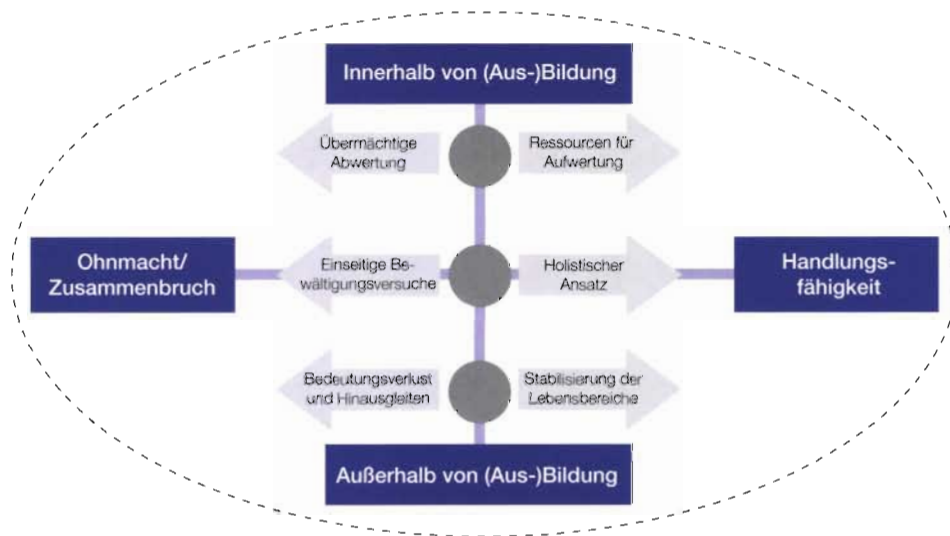 Innerhalb von (Aus-)Bildung
Übermächtige
Abwertung
Ressourcen für
Aufwertung
Ohnmacht/
Zusammenbruch
Einseitige Be-
wältigungsversuche
Holistischer
Ansatz
Handlungs-
fähigkeit
Bedeutungsverlust
und Hinausgleiten
Stabilisierung der
Lebensbereiche
Außerhalb von (Aus-)Bildung